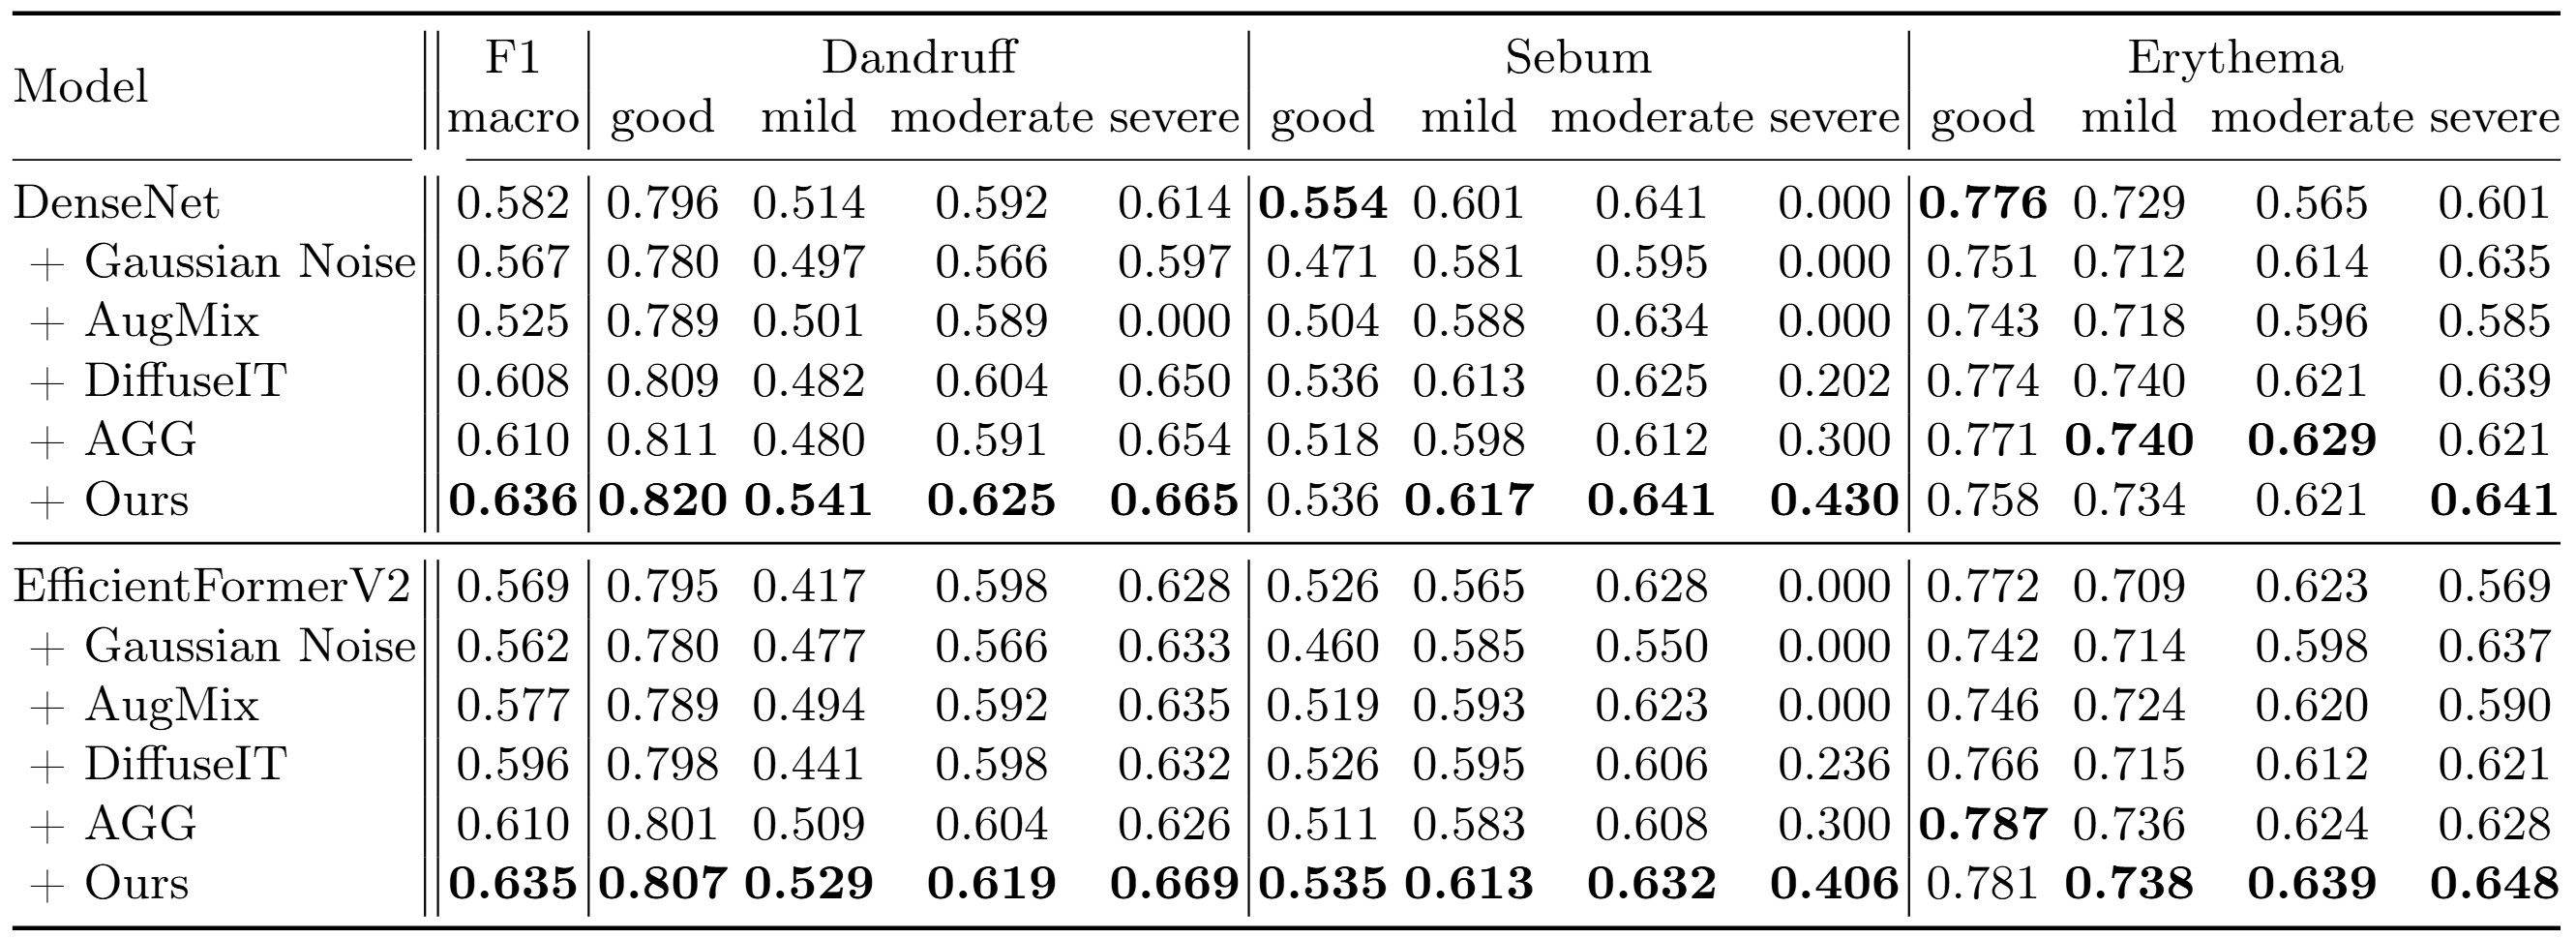 Model F1 Dandruff Sebum Erythema
macro good mild moderate severe good mild moderate severe good mild moderate severe
DenseNet 0.582 0.796 0.514 0.592 0.614 0.554 0.601 0.641 0.000 0.776 0.729 0.565 0.601
+ Gaussian Noise 0.567 0.780 0.497 0.566 0.597 0.471 0.581 0.595 0.000 0.751 0.712 0.614 0.635
+ AugMix 0.525 0.789 0.501 0.589 0.000 0.504 0.588 0.634 0.000 0.743 0.718 0.596 0.585
+ DiffuseIT 0.608 0.809 0.482 0.604 0.650 0.536 0.613 0.625 0.202 0.774 0.740 0.621 0.639
+ AGG 0.610 0.811 0.480 0.591 0.654 0.518 0.598 0.612 0.300 0.771 0.740 0.629 0.621
+ Ours 0.636 0.820 0.541 0.625 0.665 0.536 0.617 0.641 0.430 0.758 0.734 0.621 0.641
EfficientFormerV2 0.569 0.795 0.417 0.598 0.628 0.526 0.565 0.628 0.000 0.772 0.709 0.623 0.569
+ Gaussian Noise 0.562 0.780 0.477 0.566 0.633 0.460 0.585 0.550 0.000 0.742 0.714 0.598 0.637
+ AugMix 0.577 0.789 0.494 0.592 0.635 0.519 0.593 0.623 0.000 0.746 0.724 0.620 0.590
+ DiffuseIT 0.596 0.798 0.441 0.598 0.632 0.526 0.595 0.606 0.236 0.766 0.715 0.612 0.621
+ AGG 0.610 0.801 0.509 0.604 0.626 0.511 0.583 0.608 0.300 0.787 0.736 0.624 0.628
+ Ours 0.635 0.807 0.529 0.619 0.669 0.535 0.613 0.632 0.406 0.781 0.738 0.639 0.648